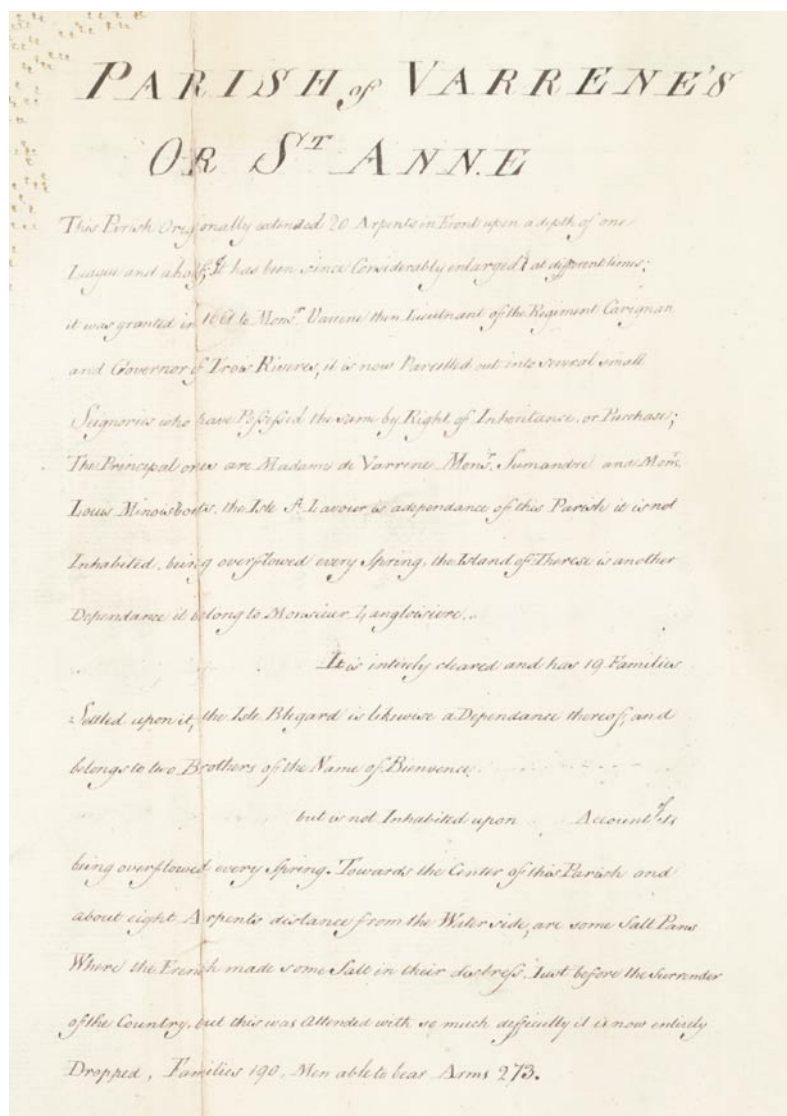 PARISH of VARRENE'S
OR ST ANNE
This Parish Originally extended 20 Arpents in Front upon a depth of one
League and a half; It has been since Considerably enlarged at different times;
it was granted in 1661 to Monsr. Varrene then Lieutnant of the Regiment Carignan
and Governor of Trois Rivieres, it is now Parcelled out into several small
Seignories who have Possessed the same by Right of Inheritance, or Purchase;
The Principal ones are Madame de Varrene Monsr. Sumandre and Monr.
Louis the Isle St. Lavour is a dependance of this Parish it is not
Inhabited, being overflowed every Spring, the Island of Therese is another
Dependance it belong to Monsieur Langloisiere..
It is intirely cleared and has 19 Families
Settled upon it, the Isle Blegard is likewise a Dependance thereof, and
belongs to two Brothers of the Name of Bienvence.
but is not Inhabited upon Account of its
being overflowed every Spring. Towards the Center of this Parish and
about eight Arpents distance from the Water side, are some Salt Pans
Where the French made some Salt in their distress. Just before the Surrender
of the Country, but this was Attended with so much difficulty it is now entirely
Dropped, Families 190, Men able to bear Arms 273.